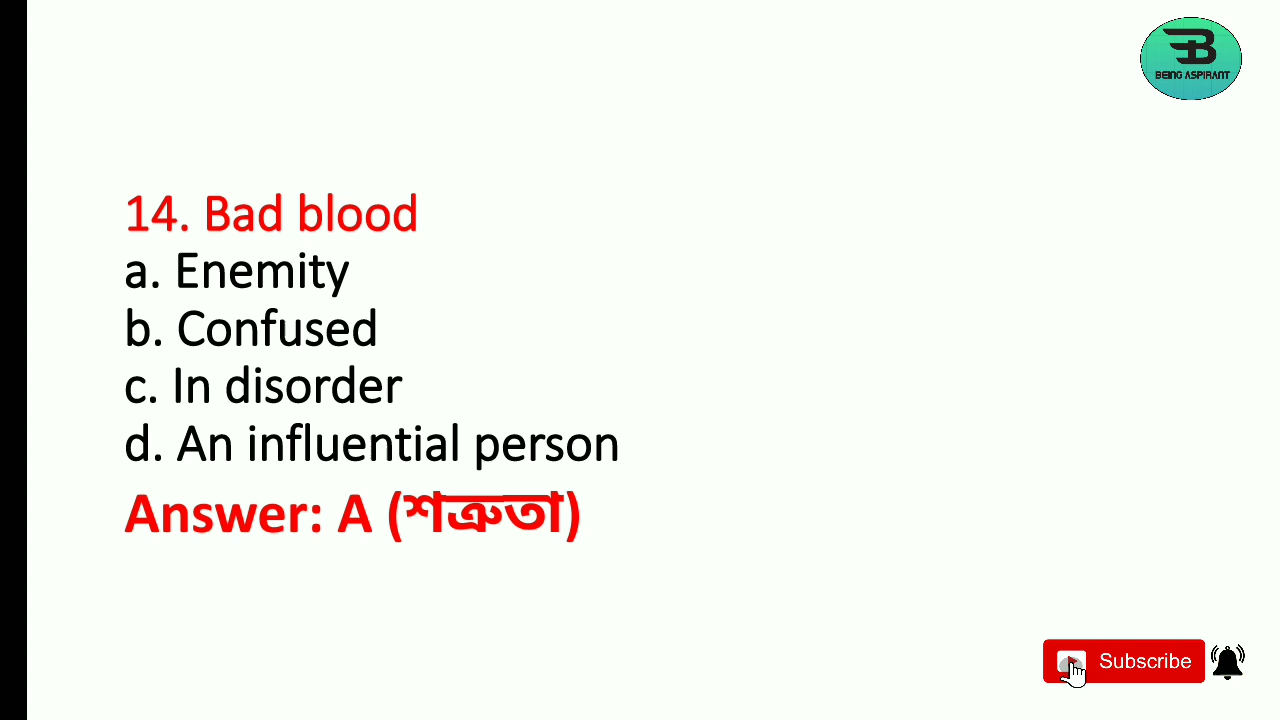 BEING ASPIRANT
14. Bad blood
a. Enemity
b. Confused
c. In disorder
d. An influential person
Answer: A (শত্রুতা)
Subscribe